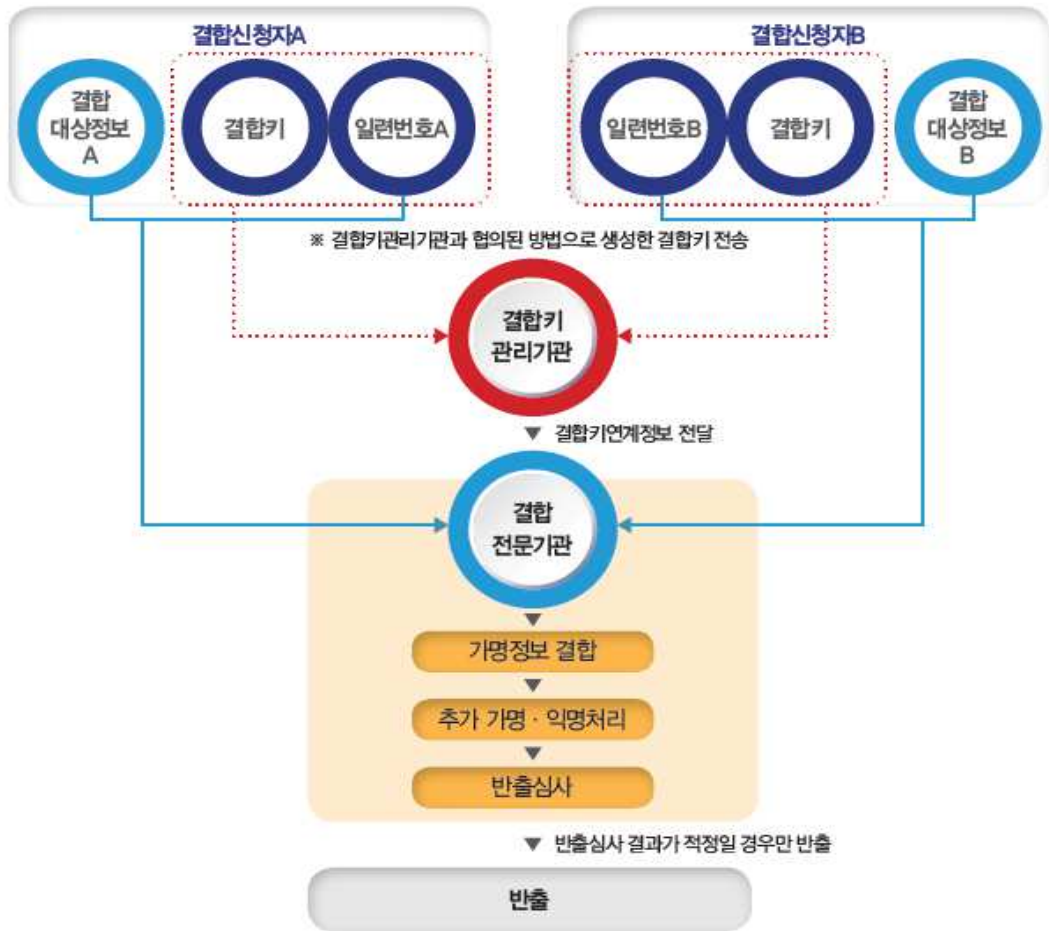 결합신청자A
결합
대상정보
A
결합키
일련번호A
결합신청자B
일련번호B
결합키
결합
대상정보
B
※ 결합키관리기관과 협의된 방법으로 생성한 결합키 전송
결합키
관리기관
▼ 결합키연계정보 전달
결합
전문기관
▼
가명정보 결합
▼
추가 가명 · 익명처리
▼
반출심사
▼ 반출심사 결과가 적정일 경우만 반출
반출